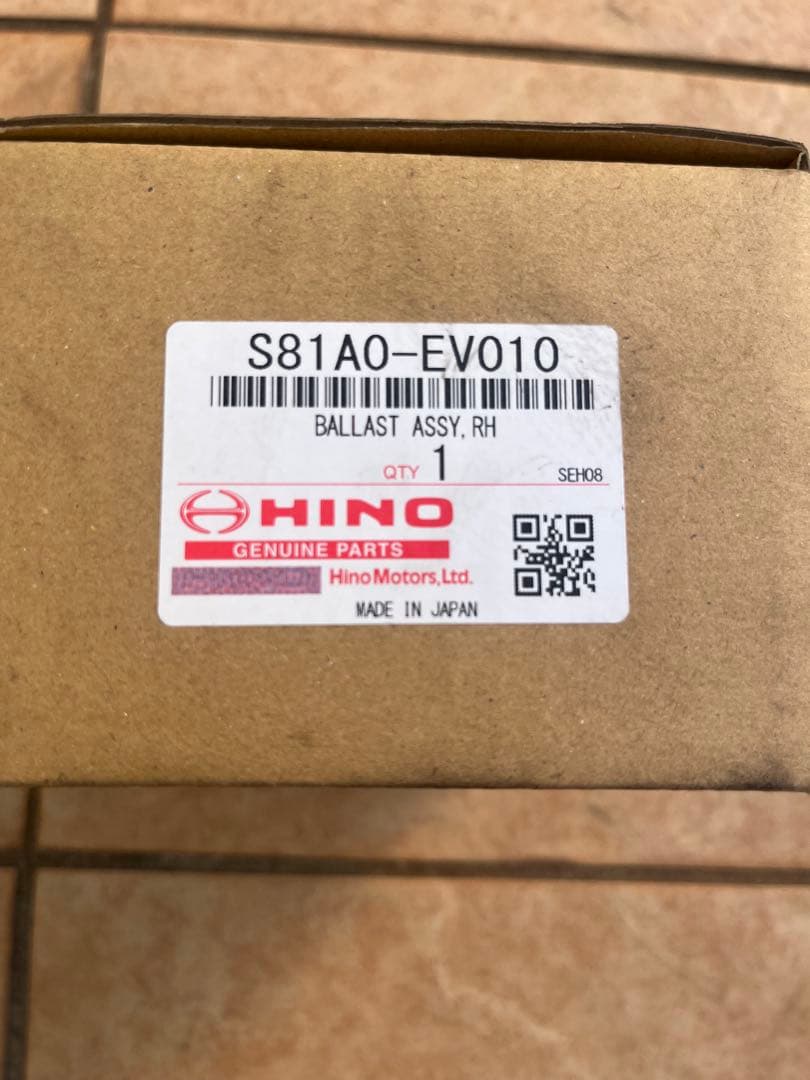 S81A0-EV010
BALLAST ASSY, RH
QTY 1
SEH08
HINO
GENUINE PARTS
Hino Motors, Ltd.
MADE IN JAPAN